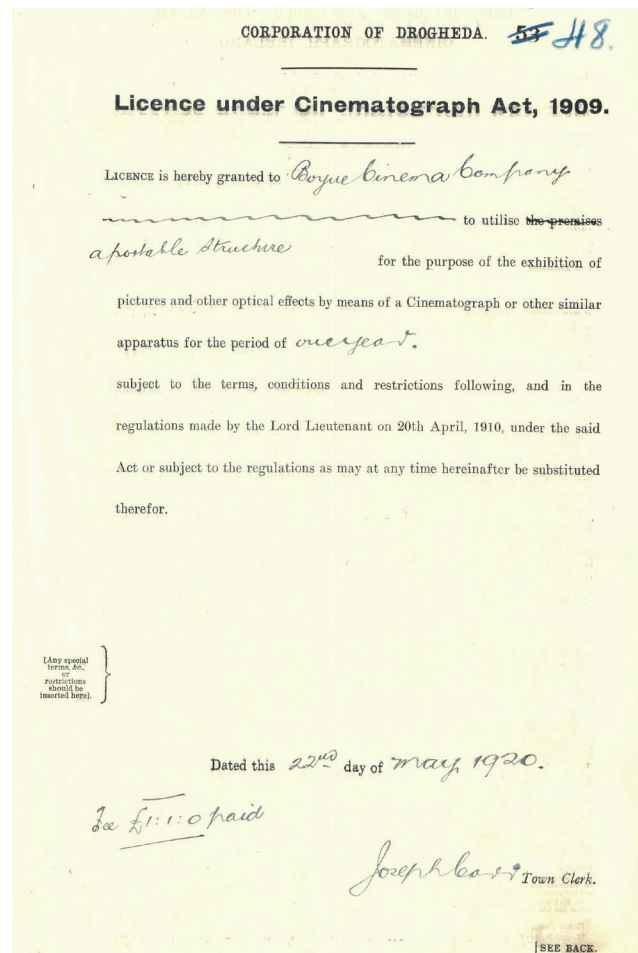 CORPORATION OF DROGHEDA. 53 48.
Licence under Cinematograph Act, 1909.
LICENCE is hereby granted to Boyne Cinema Company
to utilise the premises
a portable structure for the purpose of the exhibition of
pictures and other optical effects by means of a Cinematograph or other similar
apparatus for the period of one year.
subject to the terms, conditions and restrictions following, and in the
regulations made by the Lord Lieutenant on 20th April, 1910, under the said
Act or subject to the regulations as may at any time hereinafter be substituted
therefor.
[Any special
terms, &c.,
or
restrictions
should be
inserted here].
Dated this 22nd day of May, 1920.
Fee £1:1:0 paid
Joseph Carr Town Clerk.
[SEE BACK.